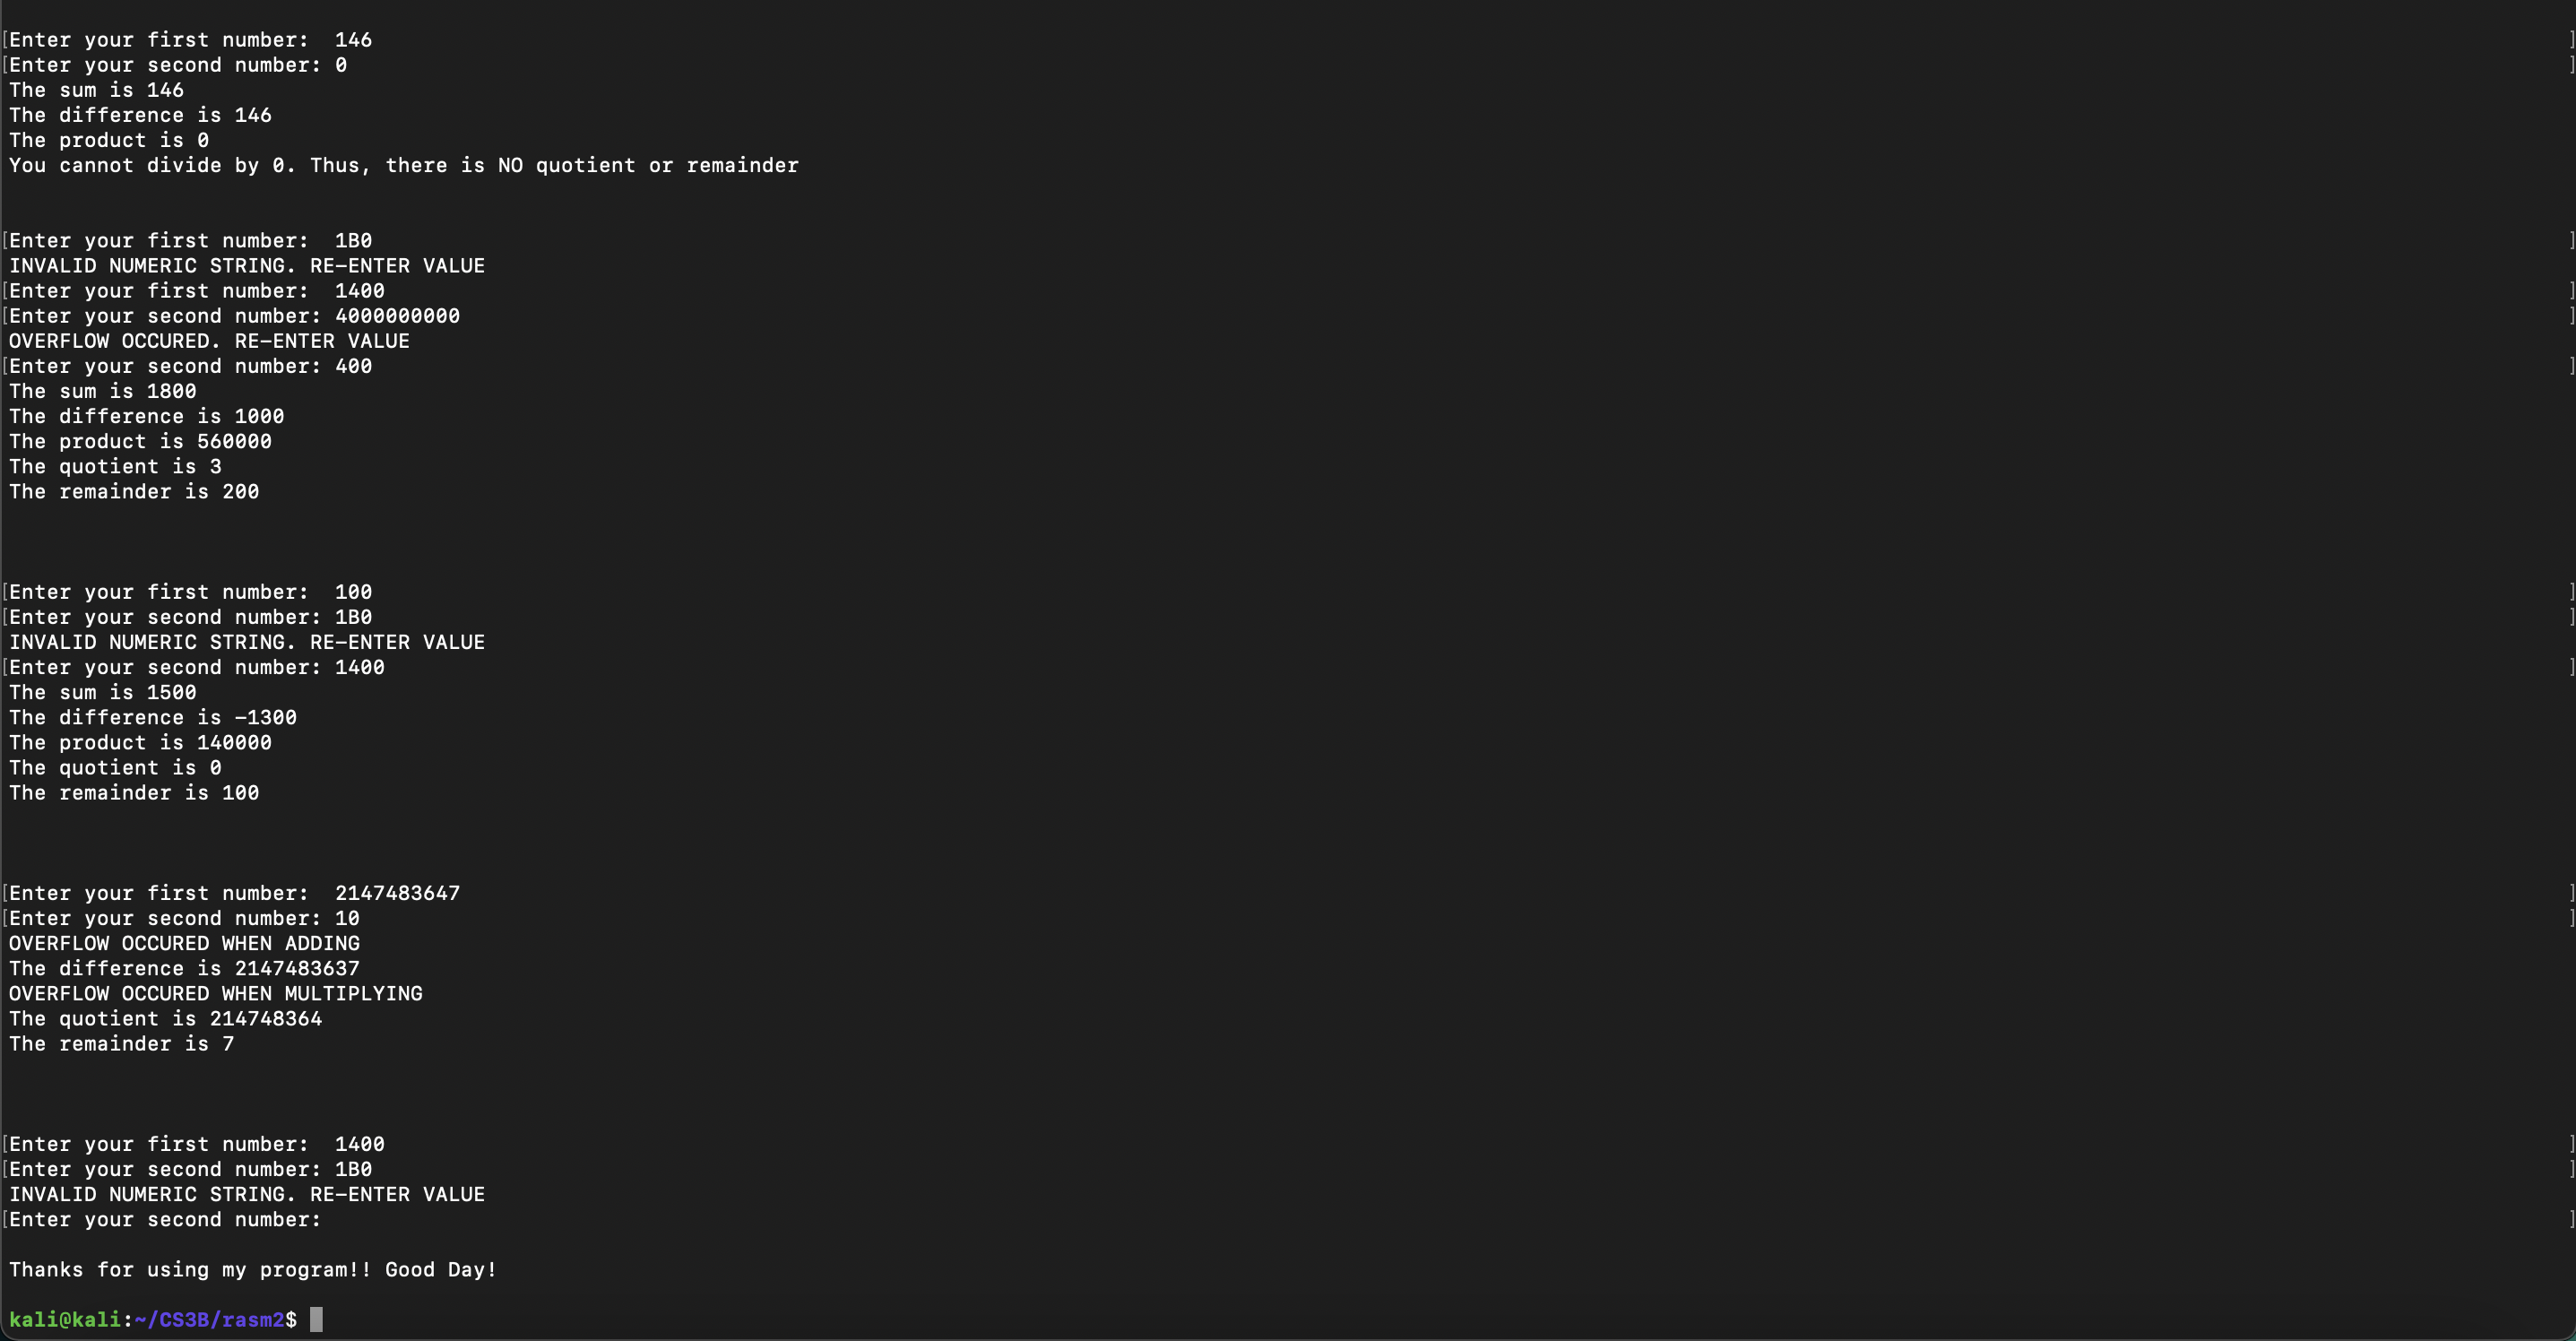 [Enter your first number:  146 ]
[Enter your second number: 0 ]
The sum is 146
The difference is 146
The product is 0
You cannot divide by 0. Thus, there is NO quotient or remainder
[Enter your first number:  1B0 ]
INVALID NUMERIC STRING. RE-ENTER VALUE
[Enter your first number:  1400 ]
[Enter your second number: 4000000000 ]
OVERFLOW OCCURED. RE-ENTER VALUE
[Enter your second number: 400 ]
The sum is 1800
The difference is 1000
The product is 560000
The quotient is 3
The remainder is 200
[Enter your first number:  100 ]
[Enter your second number: 1B0 ]
INVALID NUMERIC STRING. RE-ENTER VALUE
[Enter your second number: 1400 ]
The sum is 1500
The difference is -1300
The product is 140000
The quotient is 0
The remainder is 100
[Enter your first number:  2147483647 ]
[Enter your second number: 10 ]
OVERFLOW OCCURED WHEN ADDING
The difference is 2147483637
OVERFLOW OCCURED WHEN MULTIPLYING
The quotient is 214748364
The remainder is 7
[Enter your first number:  1400 ]
[Enter your second number: 1B0 ]
INVALID NUMERIC STRING. RE-ENTER VALUE
[Enter your second number: ]
Thanks for using my program!! Good Day!
kali@kali:~/CS3B/rasm2$